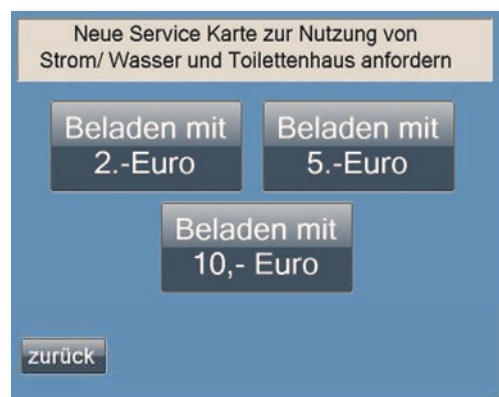 Neue Service Karte zur Nutzung von
Strom/ Wasser und Toilettenhaus anfordern
Beladen mit
2.-Euro
Beladen mit
5.-Euro
Beladen mit
10,- Euro
zurück